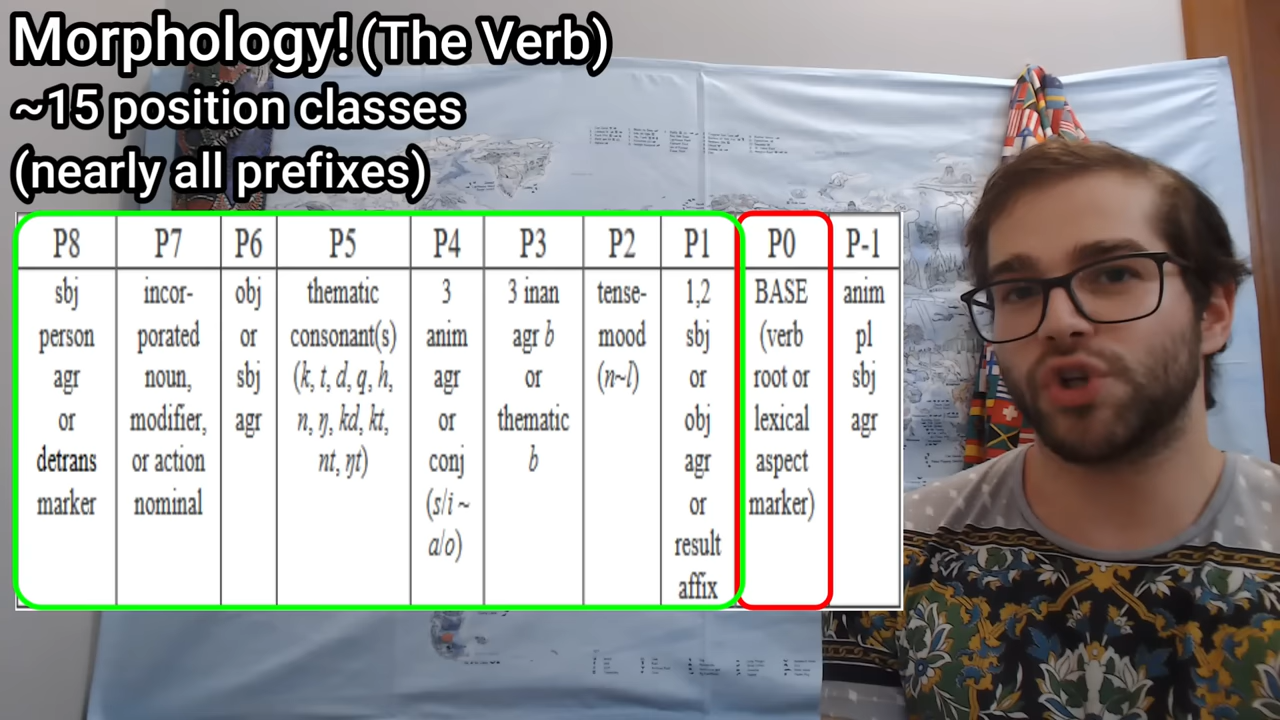 Morphology! (The Verb)
~15 position classes
(nearly all prefixes)
P8 P7 P6 P5 P4 P3 P2 P1 P0 P-1
sbj person agr or detrans marker
incor- porated noun, modifier, or action nominal
obj or sbj agr
thematic consonant(s) (k, t, d, q, h, n, ŋ, kd, kt, nt, ŋt)
3 anim agr or conj (s/i ~ a/o)
3 inan agr b or thematic b
tense- mood (n~l)
1,2 sbj or obj agr or result affix
BASE (verb root or lexical aspect marker)
anim pl sbj agr